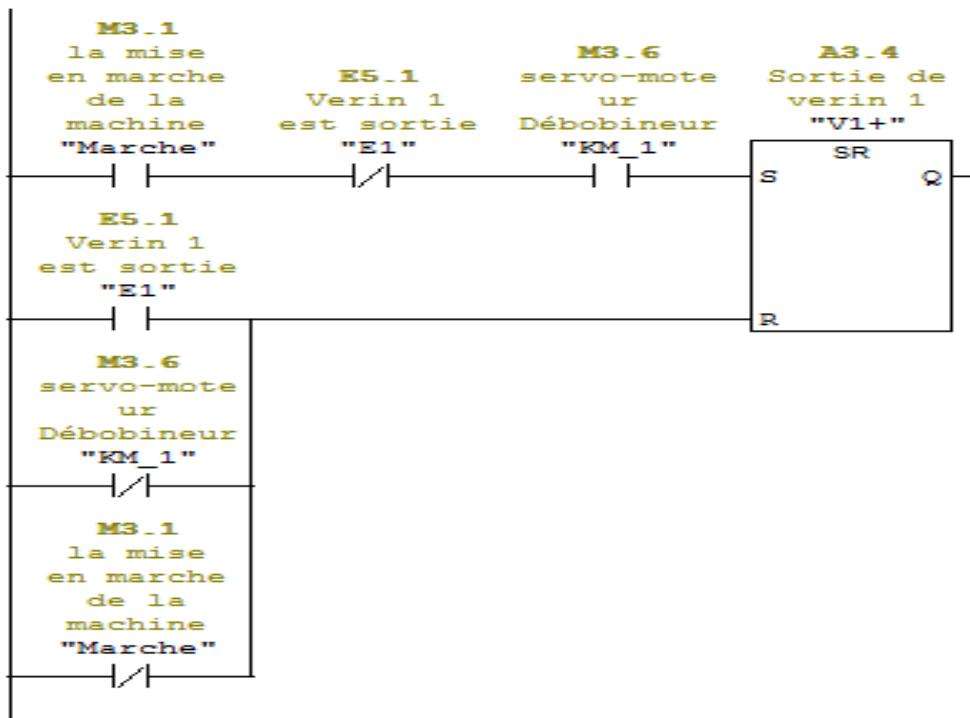 M3.1
la mise
en marche
de la
machine
"Marche"
E5.1
Verin 1
est sortie
"E1"
M3.6
servo-mote
ur
Débobineur
"KM_1"
A3.4
Sortie de
verin 1
"V1+"
SR
S
Q
E5.1
Verin 1
est sortie
"E1"
R
M3.6
servo-mote
ur
Débobineur
"KM_1"
M3.1
la mise
en marche
de la
machine
"Marche"